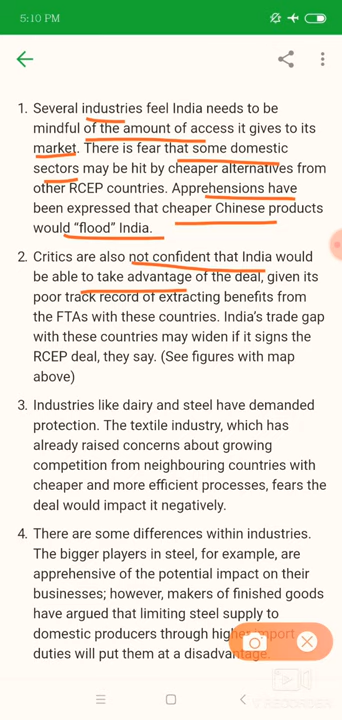 5:10 PM
1. Several industries feel India needs to be
mindful of the amount of access it gives to its
market. There is fear that some domestic
sectors may be hit by cheaper alternatives from
other RCEP countries. Apprehensions have
been expressed that cheaper Chinese products
would “flood” India.
2. Critics are also not confident that India would
be able to take advantage of the deal, given its
poor track record of extracting benefits from
the FTAs with these countries. India’s trade gap
with these countries may widen if it signs the
RCEP deal, they say. (See figures with map
above)
3. Industries like dairy and steel have demanded
protection. The textile industry, which has
already raised concerns about growing
competition from neighbouring countries with
cheaper and more efficient processes, fears the
deal would impact it negatively.
4. There are some differences within industries.
The bigger players in steel, for example, are
apprehensive of the potential impact on their
businesses; however, makers of finished goods
have argued that limiting steel supply to
domestic producers through higher import
duties will put them at a disadvantage.